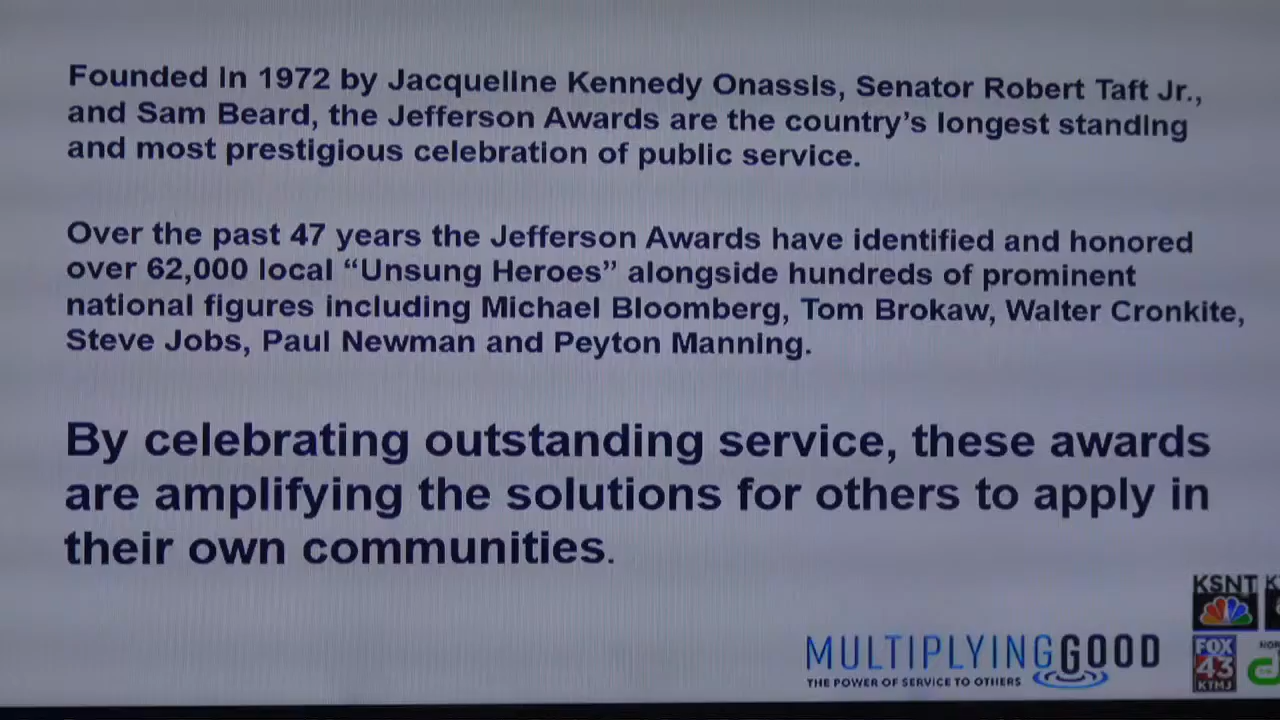 Founded in 1972 by Jacqueline Kennedy Onassis, Senator Robert Taft Jr.,
and Sam Beard, the Jefferson Awards are the country’s longest standing
and most prestigious celebration of public service.
Over the past 47 years the Jefferson Awards have identified and honored
over 62,000 local “Unsung Heroes” alongside hundreds of prominent
national figures including Michael Bloomberg, Tom Brokaw, Walter Cronkite,
Steve Jobs, Paul Newman and Peyton Manning.
By celebrating outstanding service, these awards
are amplifying the solutions for others to apply in
their own communities.
MULTIPLYING GOOD
THE POWER OF SERVICE TO OTHERS
KSNT
FOX
43
KTMJ